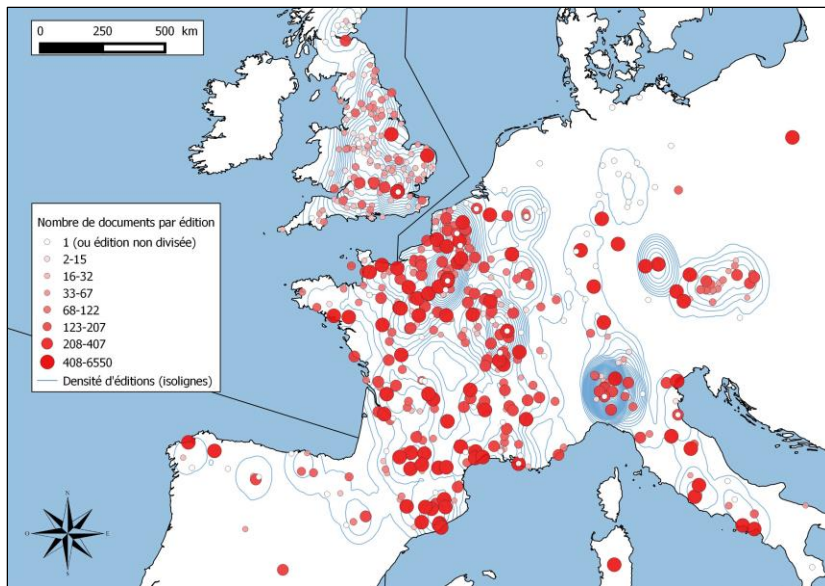 0 250 500 km
Nombre de documents par édition
1 (ou édition non divisée)
2-15
16-32
33-67
68-122
123-207
208-407
408-6550
Densité d'éditions (isolignes)
N
O E
S